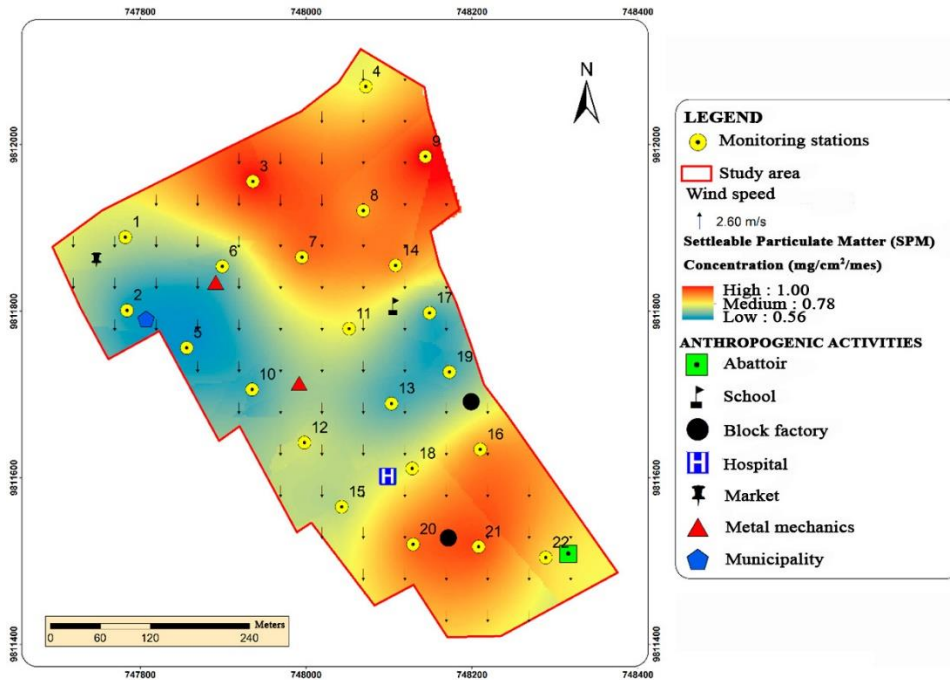 747800 748000 748200 748400
N
9812000
9811800
9811600
9811400
4
9
3
8
1
7
14
6
2
17
11
5
19
10
13
12
16
18
H
15
20
21
22
Meters
0 60 120 240
747800 748000 748200 748400
9812000
9811800
9811600
9811400
LEGEND
Monitoring stations
Study area
Wind speed
2.60 m/s
Settleable Particulate Matter (SPM)
Concentration (mg/cm²/mes)
High : 1.00
Medium : 0.78
Low : 0.56
ANTHROPOGENIC ACTIVITIES
Abattoir
School
Block factory
H Hospital
Market
Metal mechanics
Municipality